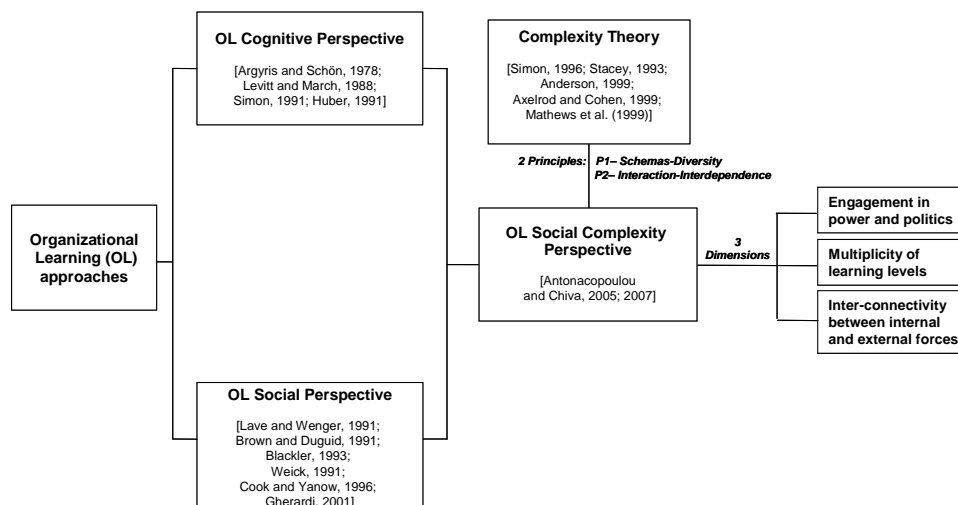 OL Cognitive Perspective
[Argyris and Schön, 1978;
Levitt and March, 1988;
Simon, 1991; Huber, 1991]
Complexity Theory
[Simon, 1996; Stacey, 1993;
Anderson, 1999;
Axelrod and Cohen, 1999;
Mathews et al. (1999)]
2 Principles: P1– Schemas-Diversity
P2– Interaction-Interdependence
Organizational
Learning (OL)
approaches
OL Social Complexity
Perspective
[Antonacopoulou
and Chiva, 2005; 2007]
3
Dimensions
Engagement in
power and politics
Multiplicity of
learning levels
Inter-connectivity
between internal
and external forces
OL Social Perspective
[Lave and Wenger, 1991;
Brown and Duguid, 1991;
Blackler, 1993;
Weick, 1991;
Cook and Yanow, 1996;
Gherardi, 2001]